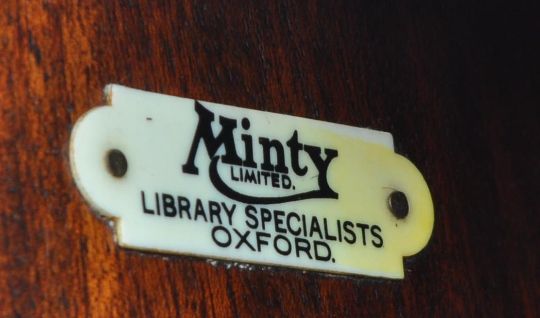 Minty
LIMITED.
LIBRARY SPECIALISTS
OXFORD.